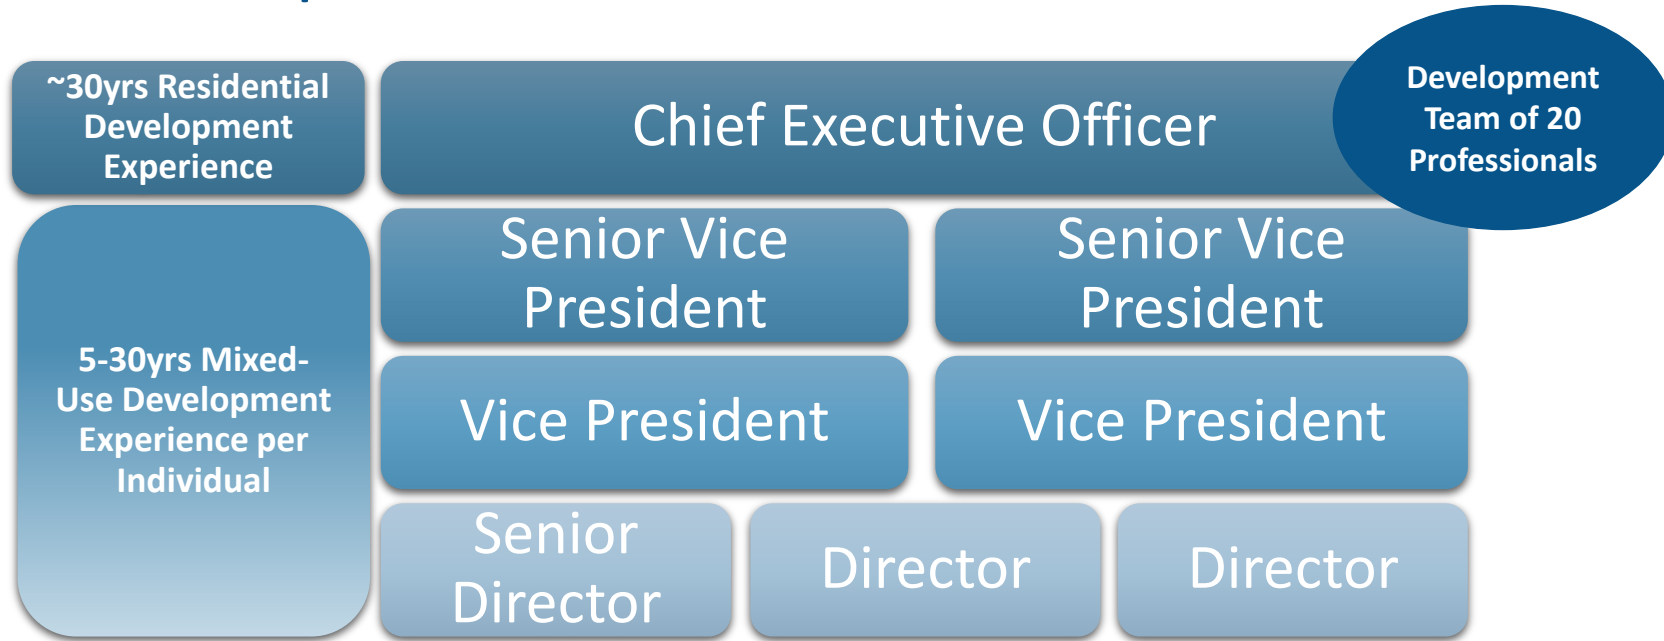 ~30yrs Residential
Development
Experience
Chief Executive Officer
Development
Team of 20
Professionals
5-30yrs Mixed-
Use Development
Experience per
Individual
Senior Vice
President
Senior Vice
President
Vice President
Vice President
Senior
Director
Director
Director